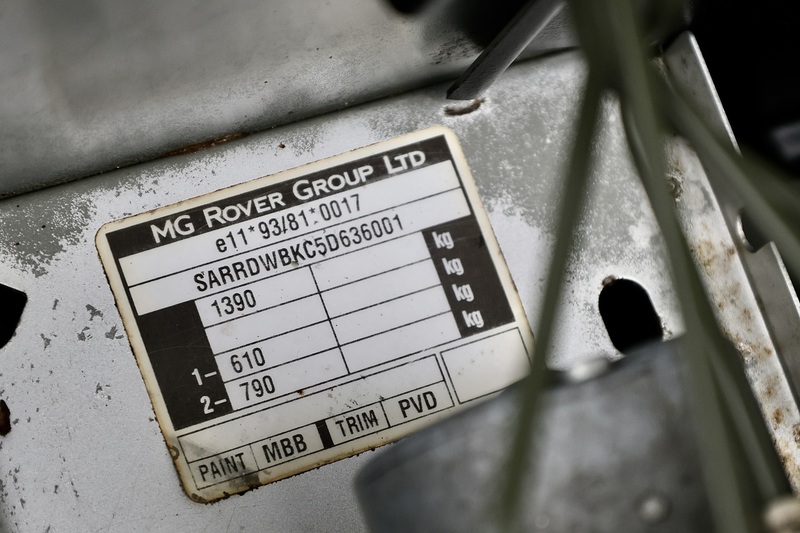 MG ROVER GROUP LTD
e11*93/81*0017
SARRDWBKC5D636001
1390 kg
kg
1- 610 kg
2- 790 kg
PAINT MBB TRIM PVD